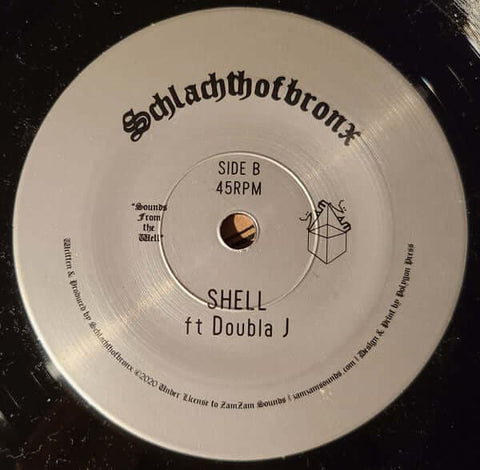 Schlachthofbronx
SIDE B
45RPM
"Sounds
From
the
Well"
ZAM ZAM
SHELL
ft Doubla J
Written & Produced by Schlachthofbronx ©2020 Under License to ZamZam Sounds | zamzamsounds.com | Design & Print by Polygon Press